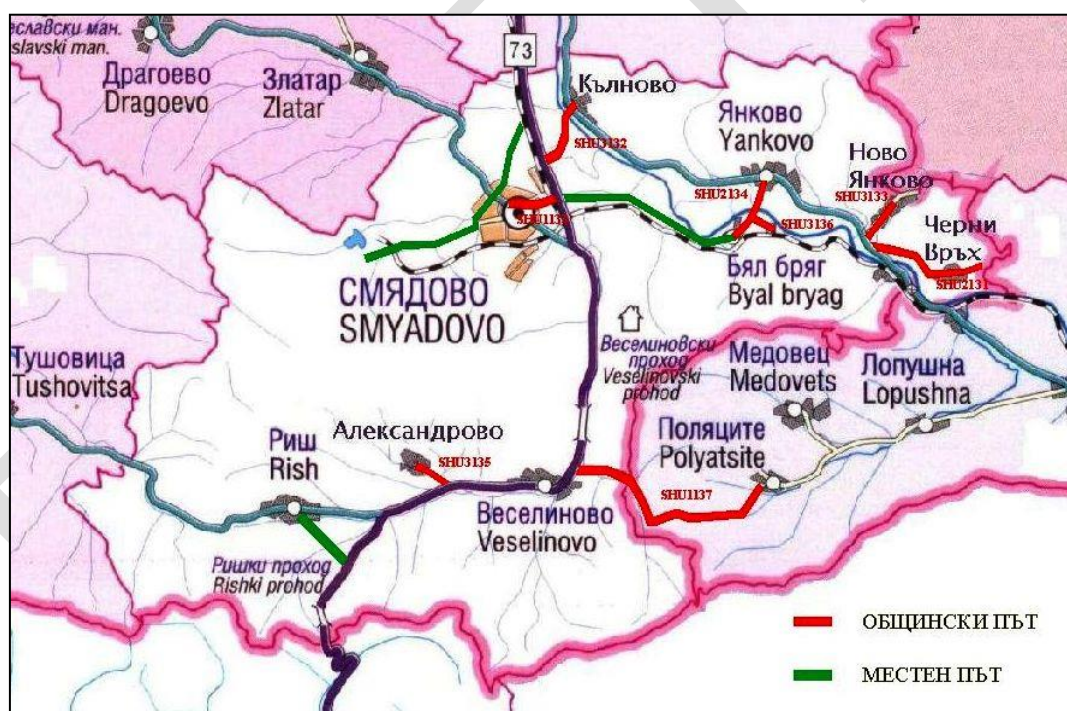 еславски ман.
slavski man.
Драгоево
Dragoevo
Златар
Zlatar
73
Кълново
SHU3132
Янково
Yankovo
SHU2134
Ново
Янково
SHU3133
SHU3136
Черни
Връх
SHU2131
Бял бряг
Byal bryag
СМЯДОВО
SMYADOVO
Веселиновски
проход
Veselinovski
prohod
Тушовица
Tushovitsa
Медовец
Medovets
Лопушна
Lopushna
Поляците
Polyatsite
SHU1137
Александрово
SHU3135
Риш
Rish
Веселиново
Veselinovo
Ришки проход
Rishki prohod
ОБЩИНСКИ ПЪТ
МЕСТЕН ПЪТ